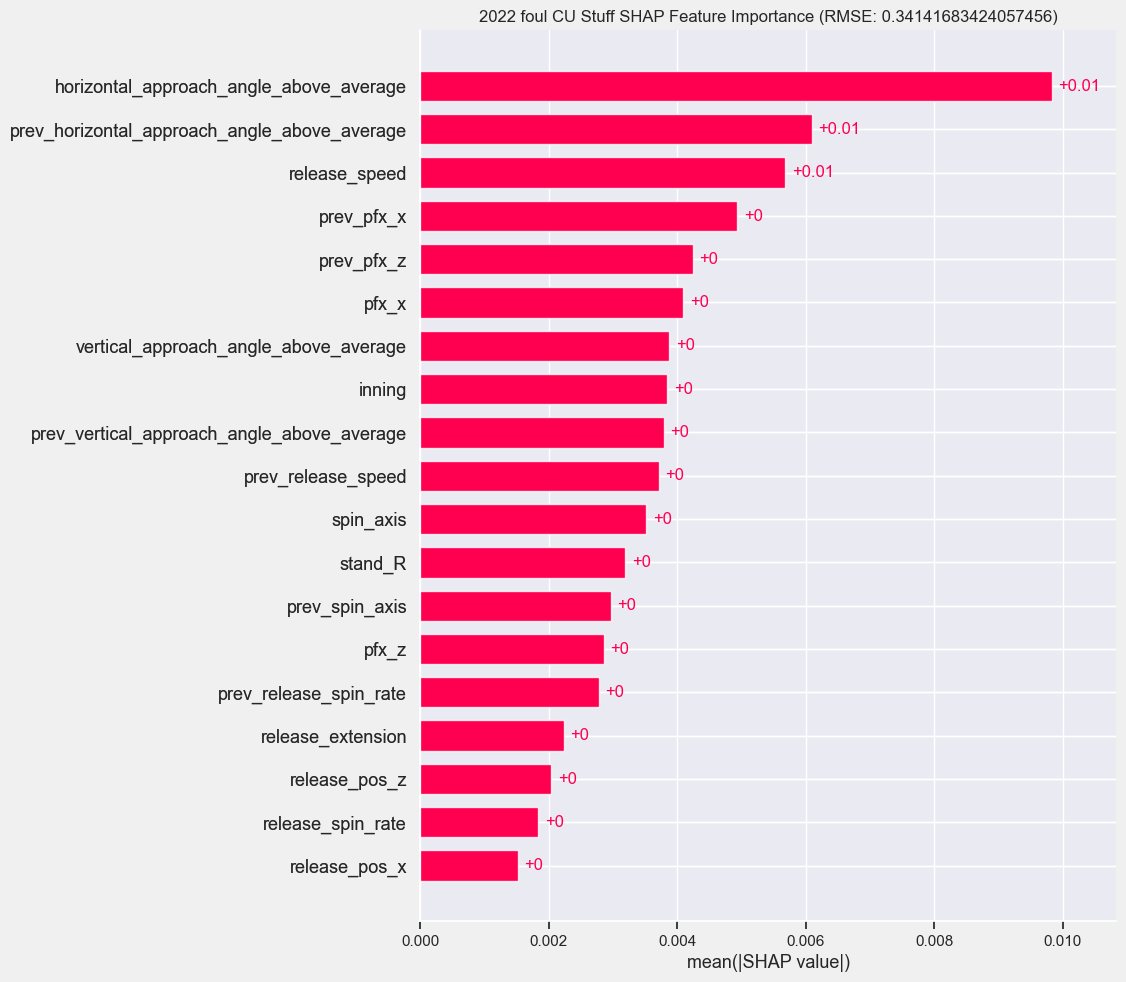 2022 foul CU Stuff SHAP Feature Importance (RMSE: 0.34141683424057456)
horizontal_approach_angle_above_average +0.01
prev_horizontal_approach_angle_above_average +0.01
release_speed +0.01
prev_pfx_x +0
prev_pfx_z +0
pfx_x +0
vertical_approach_angle_above_average +0
inning +0
prev_vertical_approach_angle_above_average +0
prev_release_speed +0
spin_axis +0
stand_R +0
prev_spin_axis +0
pfx_z +0
prev_release_spin_rate +0
release_extension +0
release_pos_z +0
release_spin_rate +0
release_pos_x +0
0.000 0.002 0.004 0.006 0.008 0.010
mean(|SHAP value|)